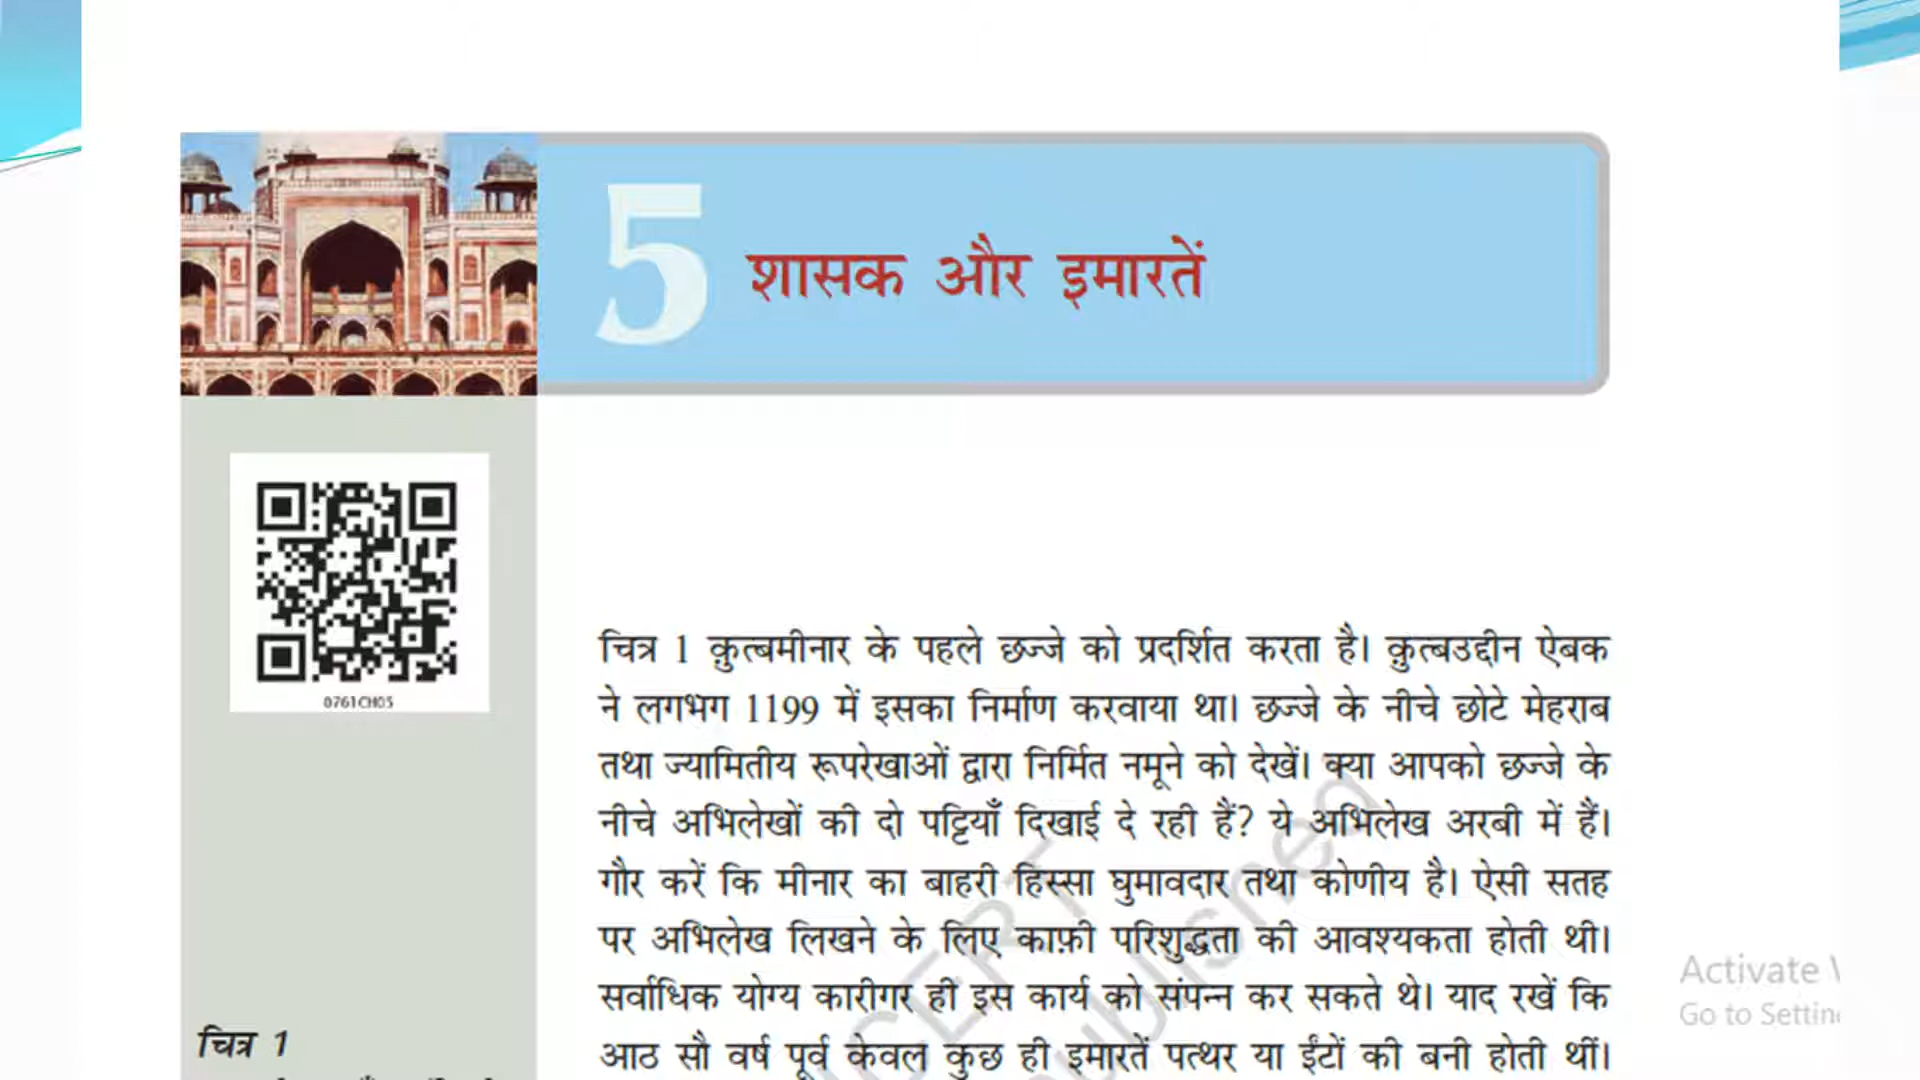 5
शासक और इमारतें
0761CH05
चित्र 1 क़ुत्बमीनार के पहले छज्जे को प्रदर्शित करता है। क़ुत्बउद्दीन ऐबक
ने लगभग 1199 में इसका निर्माण करवाया था। छज्जे के नीचे छोटे मेहराब
तथा ज्यामितीय रूपरेखाओं द्वारा निर्मित नमूने को देखें। क्या आपको छज्जे के
नीचे अभिलेखों की दो पट्टियाँ दिखाई दे रही हैं? ये अभिलेख अरबी में हैं।
गौर करें कि मीनार का बाहरी हिस्सा घुमावदार तथा कोणीय है। ऐसी सतह
पर अभिलेख लिखने के लिए काफ़ी परिशुद्धता की आवश्यकता होती थी।
सर्वाधिक योग्य कारीगर ही इस कार्य को संपन्न कर सकते थे। याद रखें कि
आठ सौ वर्ष पूर्व केवल कुछ ही इमारतें पत्थर या ईंटों की बनी होती थीं।
चित्र 1
Activate
Go to Settin